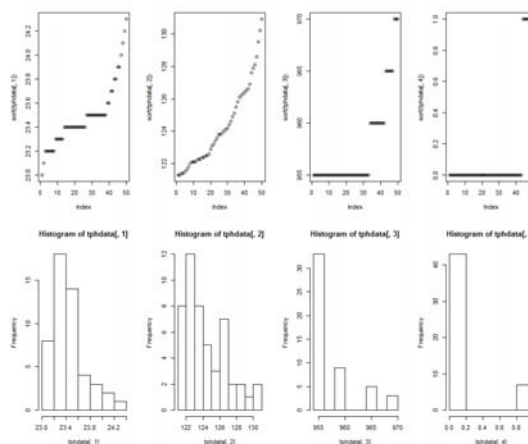 sort(tphdata[, 1])
23.0 23.2 23.4 23.6 23.8 24.0 24.2
0 10 20 30 40 50
Index
sort(tphdata[, 2])
122 124 126 128 130
0 10 20 30 40 50
Index
sort(tphdata[, 3])
955 960 965 970
0 10 20 30 40 50
Index
sort(tphdata[, 4])
0.0 0.2 0.4 0.6 0.8 1.0
0 10 20 30 40
Index
Histogram of tphdata[, 1]
Frequency
0 5 10 15
23.0 23.4 23.8 24.2
tphdata[, 1]
Histogram of tphdata[, 2]
Frequency
0 2 4 6 8 10 12
122 124 126 128 130
tphdata[, 2]
Histogram of tphdata[, 3]
Frequency
0 5 10 20 30
955 960 965 970
tphdata[, 3]
Histogram of tphdata[,
Frequency
0 10 20 30 40
0.0 0.2 0.4 0.6 0.8
tphdata[, 4]